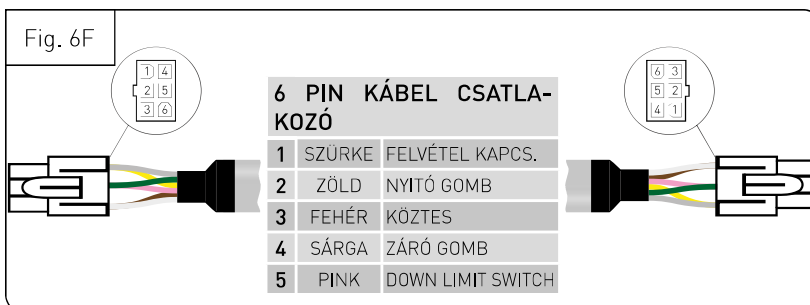 Fig. 6F
1 4
2 5
3 6
6 PIN KÁBEL CSATLA-
KOZÓ
1 SZÜRKE FELVÉTEL KAPCS.
2 ZÖLD NYITÓ GOMB
3 FEHÉR KÖZTES
4 SÁRGA ZÁRÓ GOMB
5 PINK DOWN LIMIT SWITCH
6 3
5 2
4 1